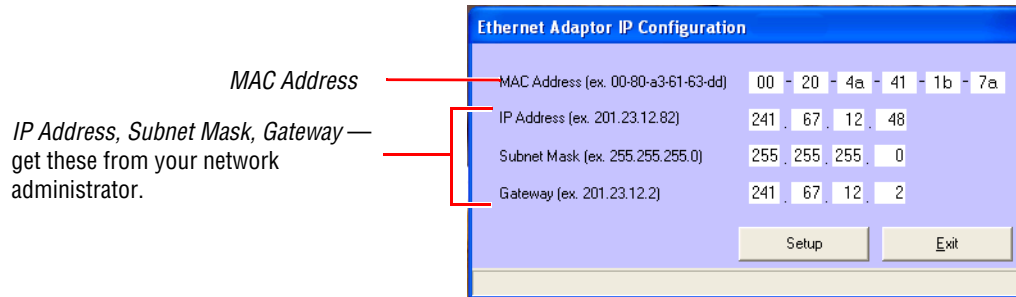 Ethernet Adaptor IP Configuration
MAC Address
MAC Address (ex. 00-80-a3-61-63-dd) 00 - 20 - 4a - 41 - 1b - 7a
IP Address, Subnet Mask, Gateway —
get these from your network
administrator.
IP Address (ex. 201.23.12.82) 241 . 67 . 12 . 48
Subnet Mask (ex. 255.255.255.0) 255 . 255 . 255 . 0
Gateway (ex. 201.23.12.2) 241 . 67 . 12 . 2
Setup Exit